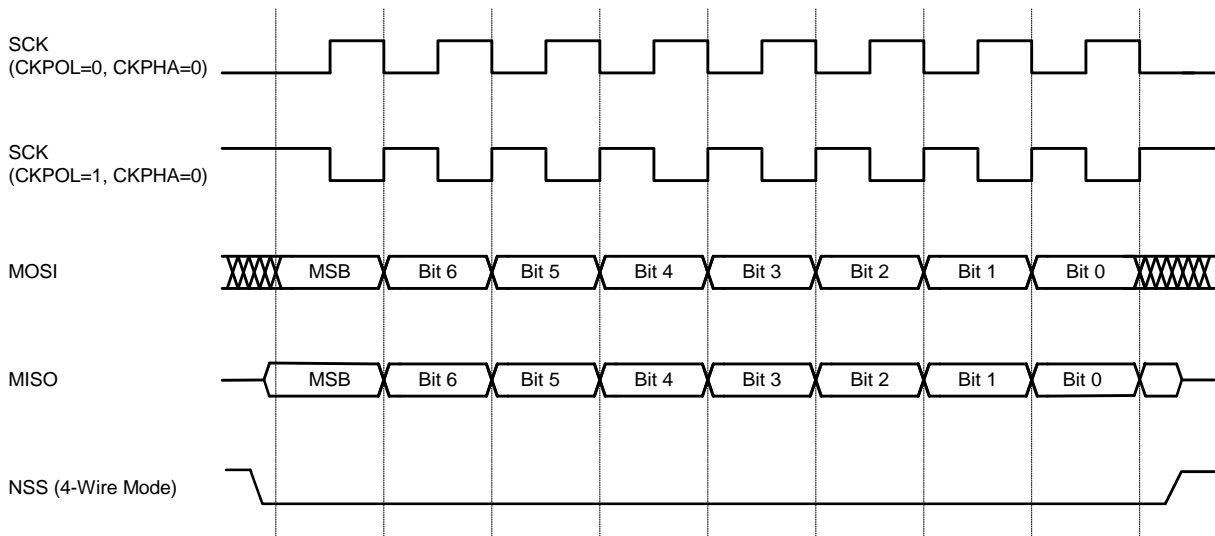 SCK
(CKPOL=0, CKPHA=0)
SCK
(CKPOL=1, CKPHA=0)
MOSI
MSB Bit 6 Bit 5 Bit 4 Bit 3 Bit 2 Bit 1 Bit 0
MISO
MSB Bit 6 Bit 5 Bit 4 Bit 3 Bit 2 Bit 1 Bit 0
NSS (4-Wire Mode)